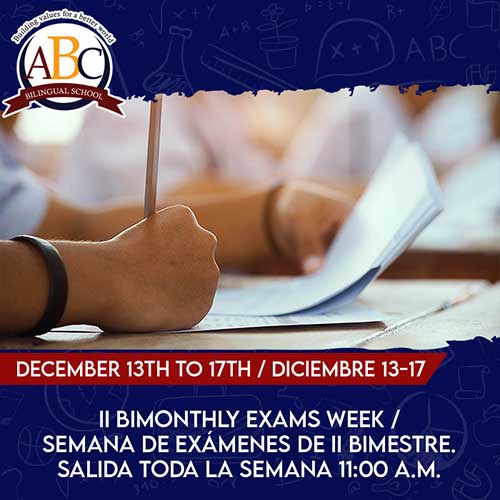 Building values for a better world
ABC
BILINGUAL SCHOOL
x+y
ABC
DECEMBER 13TH TO 17TH / DICIEMBRE 13-17
II BIMONTHLY EXAMS WEEK /
SEMANA DE EXÁMENES DE II BIMESTRE.
SALIDA TODA LA SEMANA 11:00 A.M.